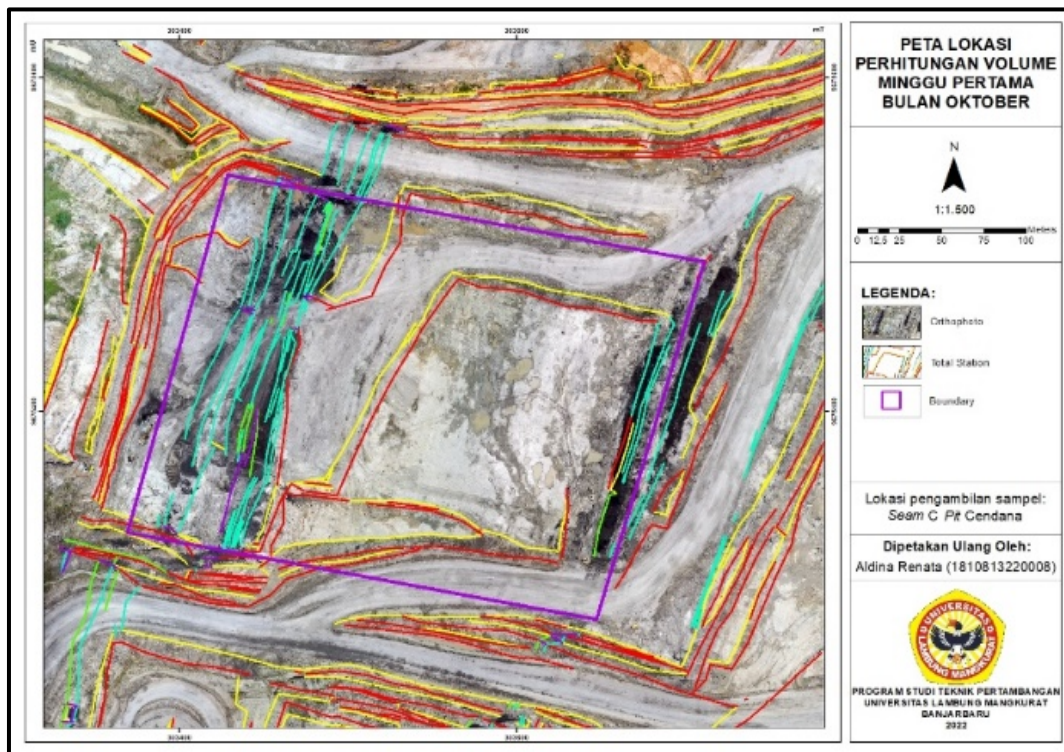 PETA LOKASI
PERHITUNGAN VOLUME
MINGGU PERTAMA
BULAN OKTOBER
N
1:1.500
Meters
0 12,5 25 50 75 100
LEGENDA:
Orthophoto
Total Station
Boundary
Lokasi pengambilan sampel:
Seam C Pit Cendana
Dipetakan Ulang Oleh:
Aldina Renata (1810813220008)
UNIVERSITAS
LAMBUNG MANGKURAT
PROGRAM STUDI TEKNIK PERTAMBANGAN
UNIVERSITAS LAMBUNG MANGKURAT
BANJARBARU
2022
mT